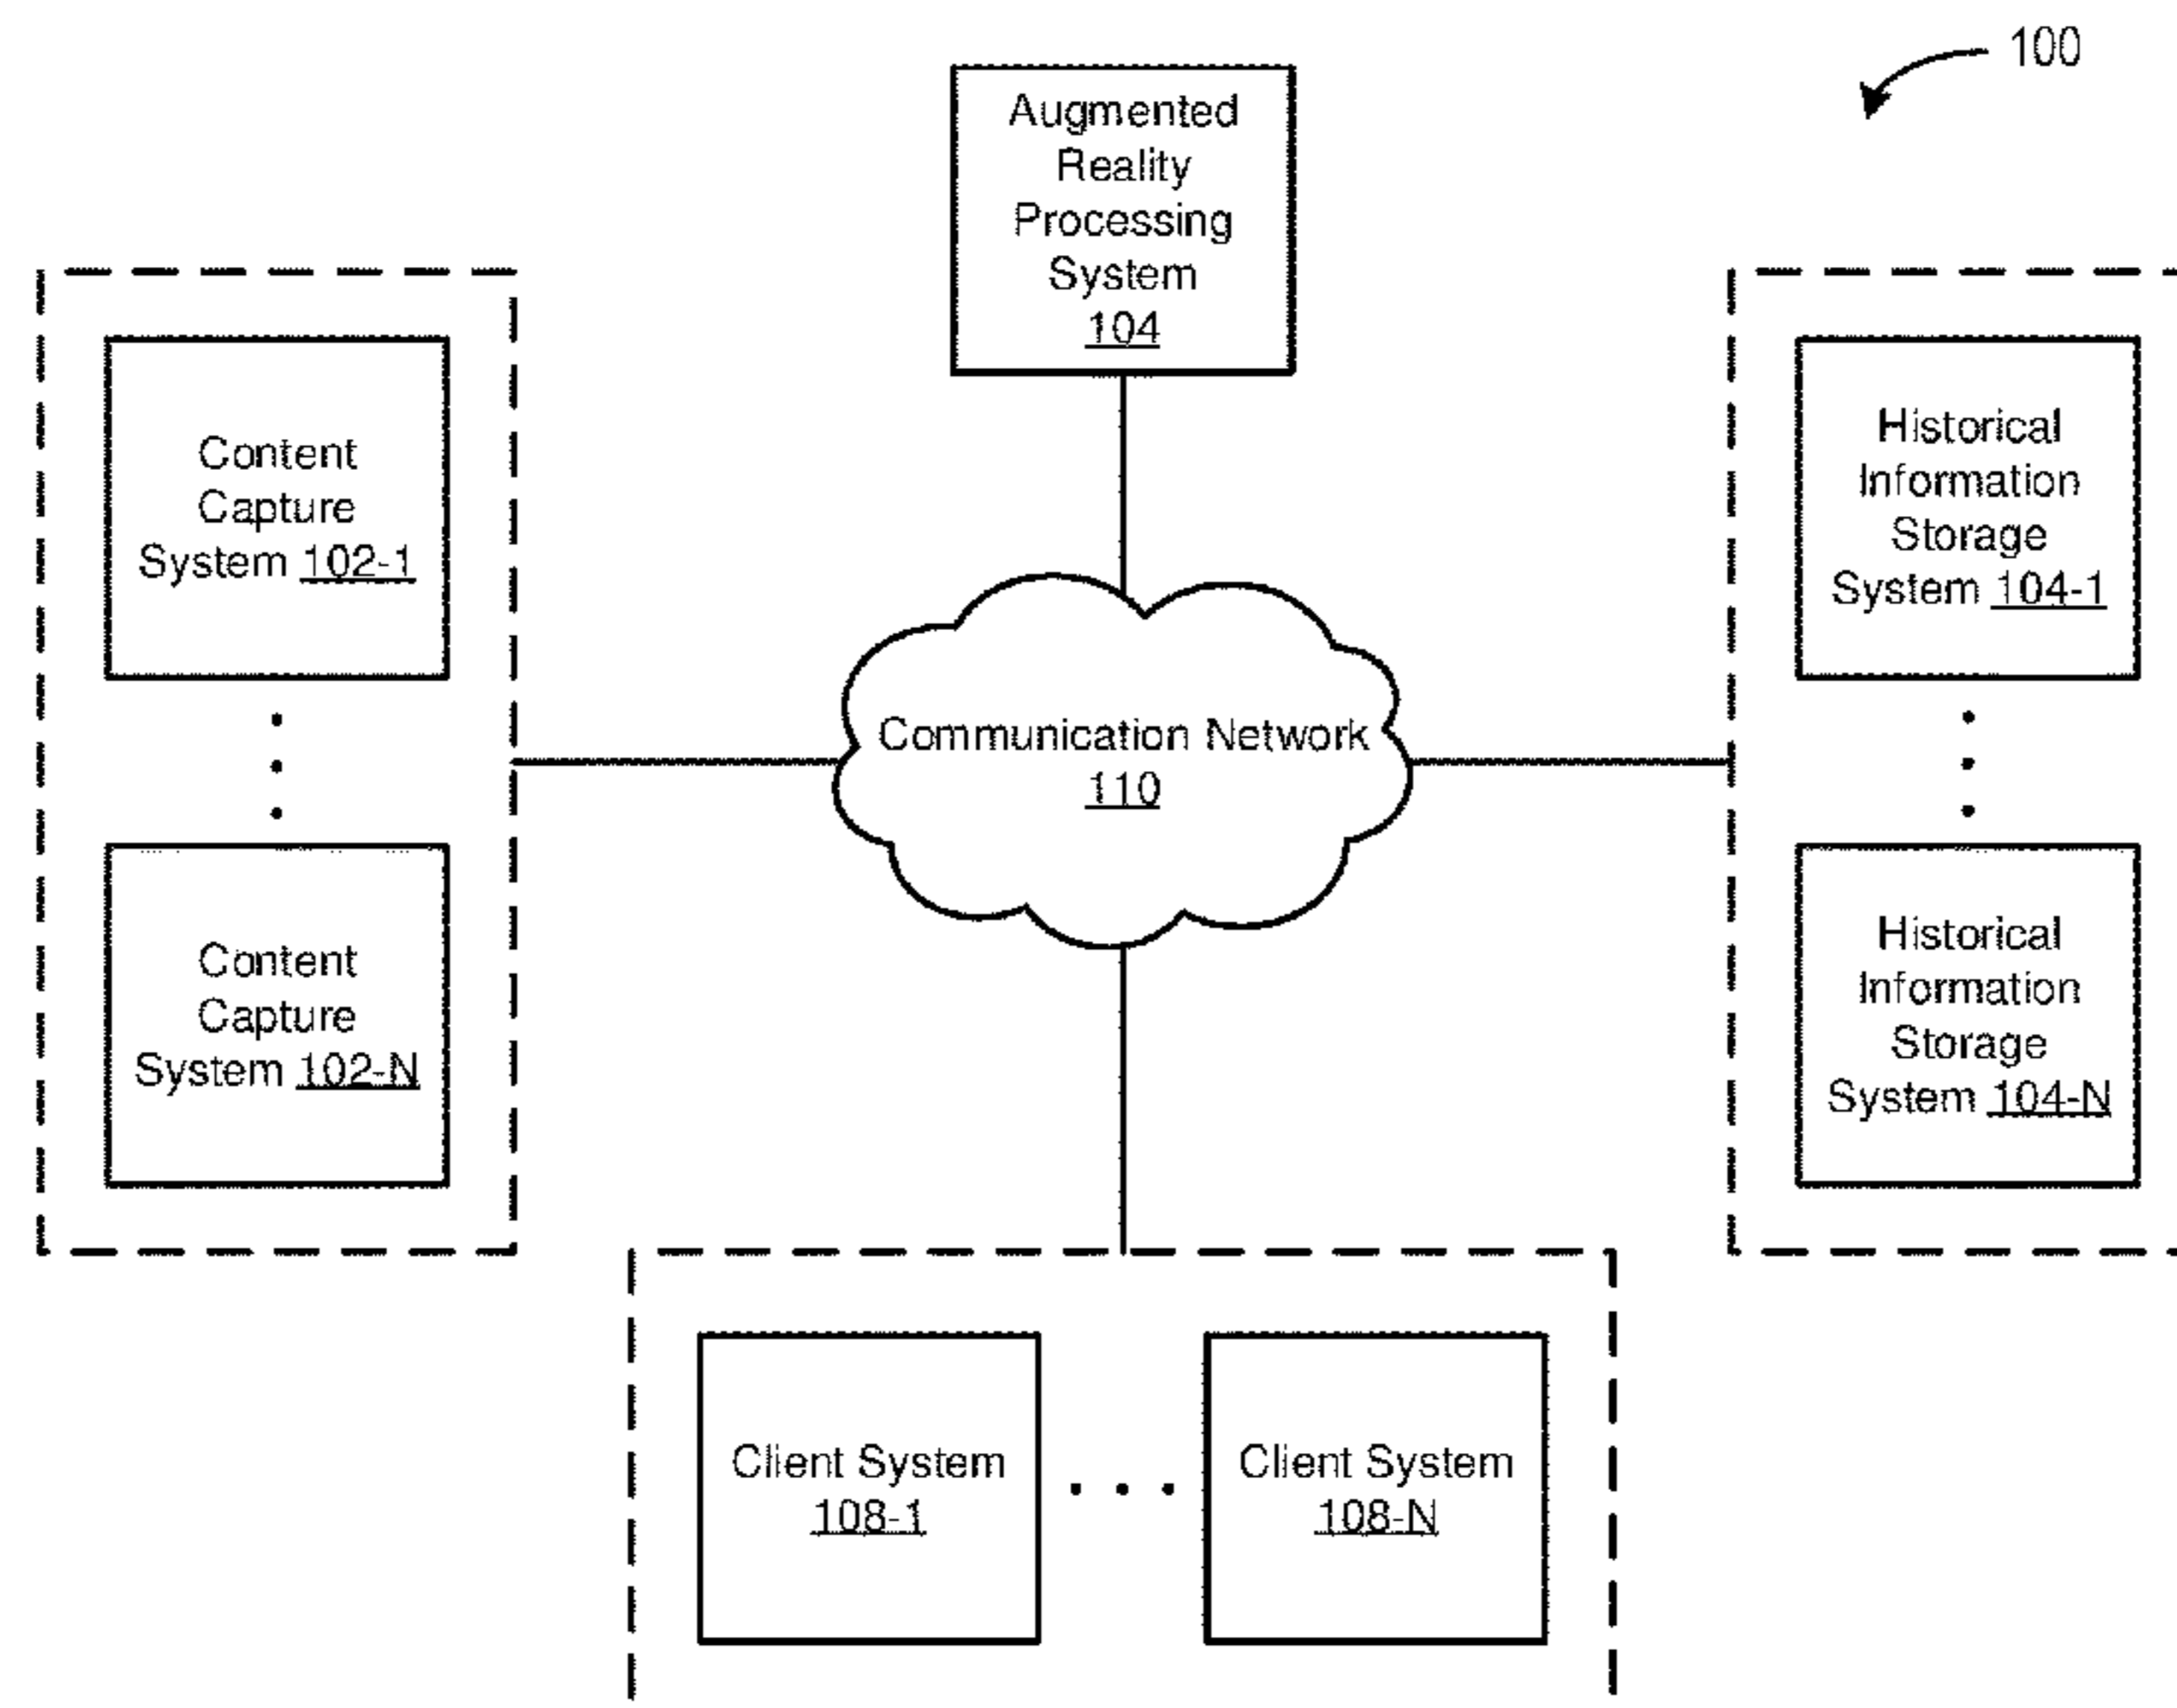 100
Augmented
Reality
Processing
System
104
Content
Capture
System 102-1
Content
Capture
System 102-N
Communication Network
110
Historical
Information
Storage
System 104-1
Historical
Information
Storage
System 104-N
Client System
108-1
Client System
108-N